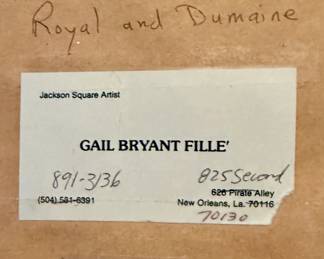 Royal and Dumaine
Jackson Square Artist
GAIL BRYANT FILLE'
891-3136
825 Second
(504) 581-6391
626 Pirate Alley
New Orleans, La. 70116
70130